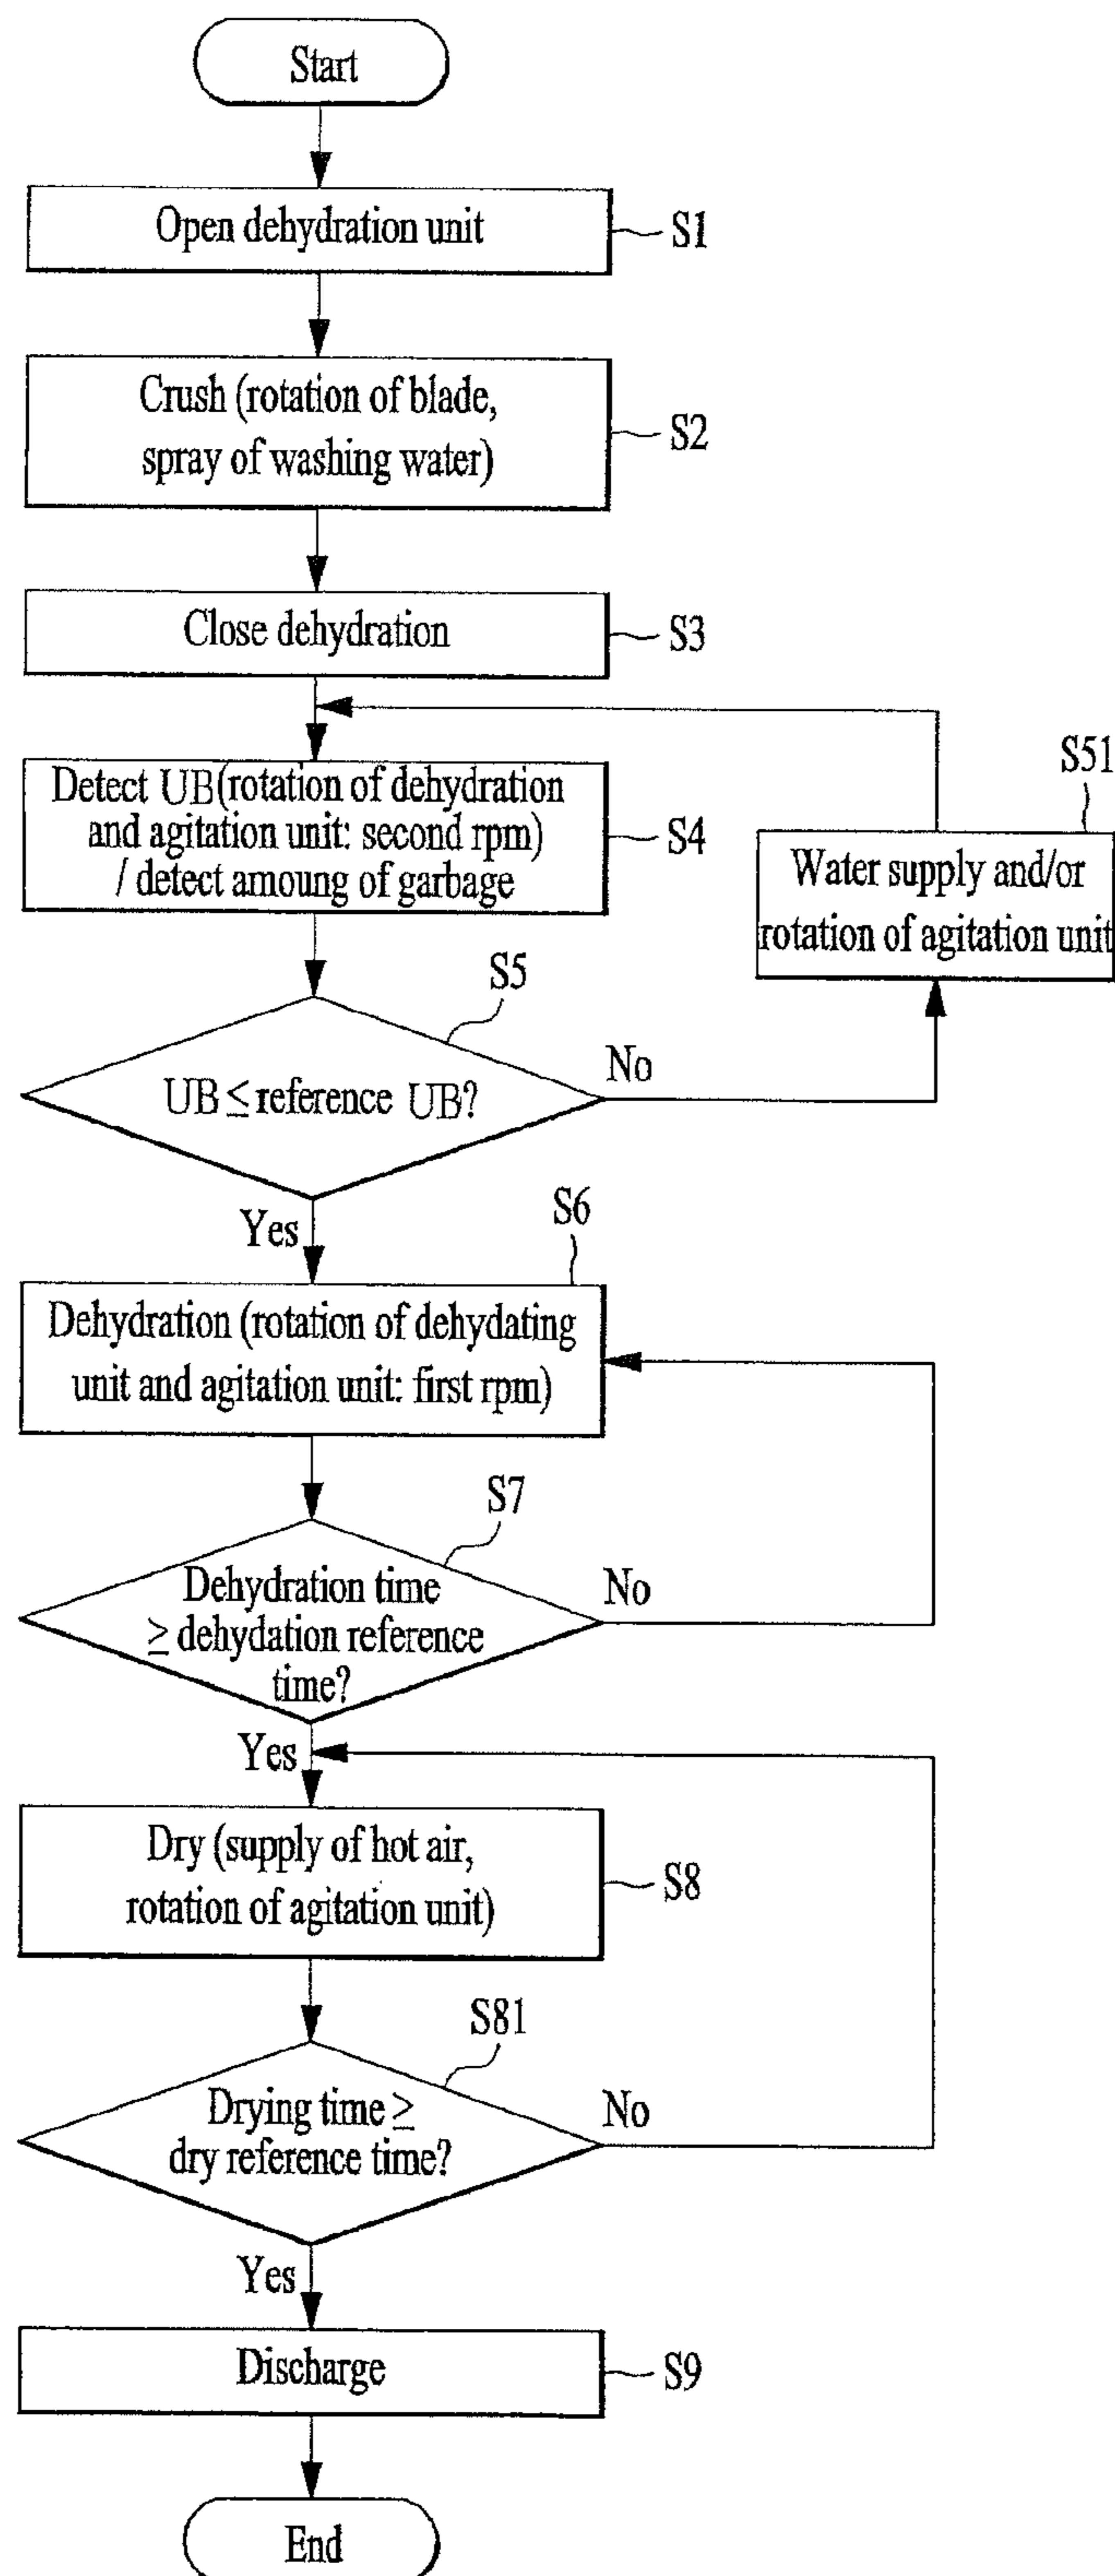 Start
Open dehydration unit
S1
Crush (rotation of blade,
spray of washing water)
S2
Close dehydration
S3
Detect UB(rotation of dehydration
and agitation unit: second rpm)
/ detect amoung of garbage
S4
S51
Water supply and/or
rotation of agitation unit
S5
UB ≤ reference UB?
No
Yes
S6
Dehydration (rotation of dehydating
unit and agitation unit: first rpm)
S7
Dehydration time
≥ dehydation reference
time?
No
Yes
Dry (supply of hot air,
rotation of agitation unit)
S8
S81
Drying time ≥
dry reference time?
No
Yes
Discharge
S9
End